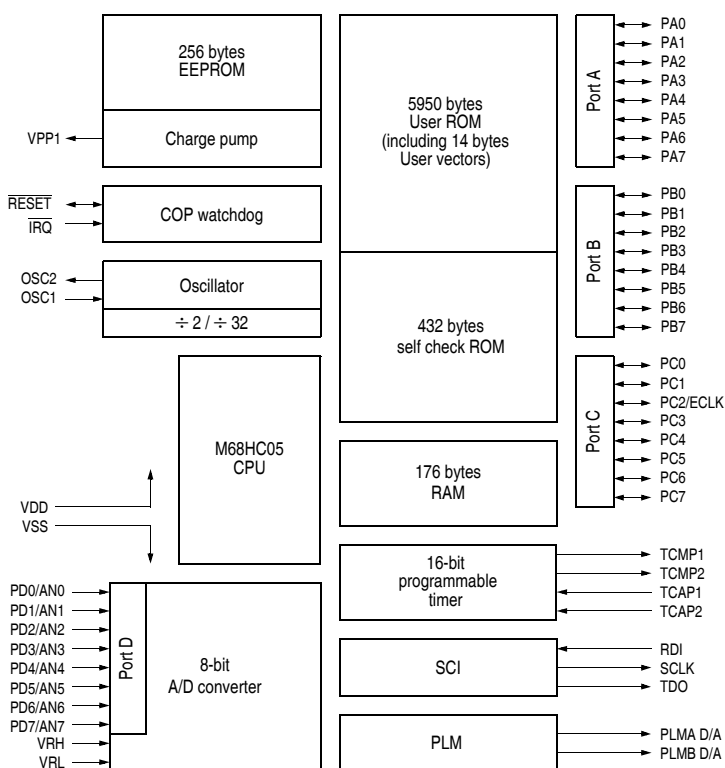 256 bytes
EEPROM
Charge pump
VPP1
RESET
IRQ
COP watchdog
OSC2
OSC1
Oscillator
÷ 2 / ÷ 32
M68HC05
CPU
VDD
VSS
PD0/AN0
PD1/AN1
PD2/AN2
PD3/AN3
PD4/AN4
PD5/AN5
PD6/AN6
PD7/AN7
VRH
VRL
Port D
8-bit
A/D converter
5950 bytes
User ROM
(including 14 bytes
User vectors)
432 bytes
self check ROM
176 bytes
RAM
16-bit
programmable
timer
SCI
PLM
Port A
PA0
PA1
PA2
PA3
PA4
PA5
PA6
PA7
Port B
PB0
PB1
PB2
PB3
PB4
PB5
PB6
PB7
Port C
PC0
PC1
PC2/ECLK
PC3
PC4
PC5
PC6
PC7
TCMP1
TCMP2
TCAP1
TCAP2
RDI
SCLK
TDO
PLMA D/A
PLMB D/A